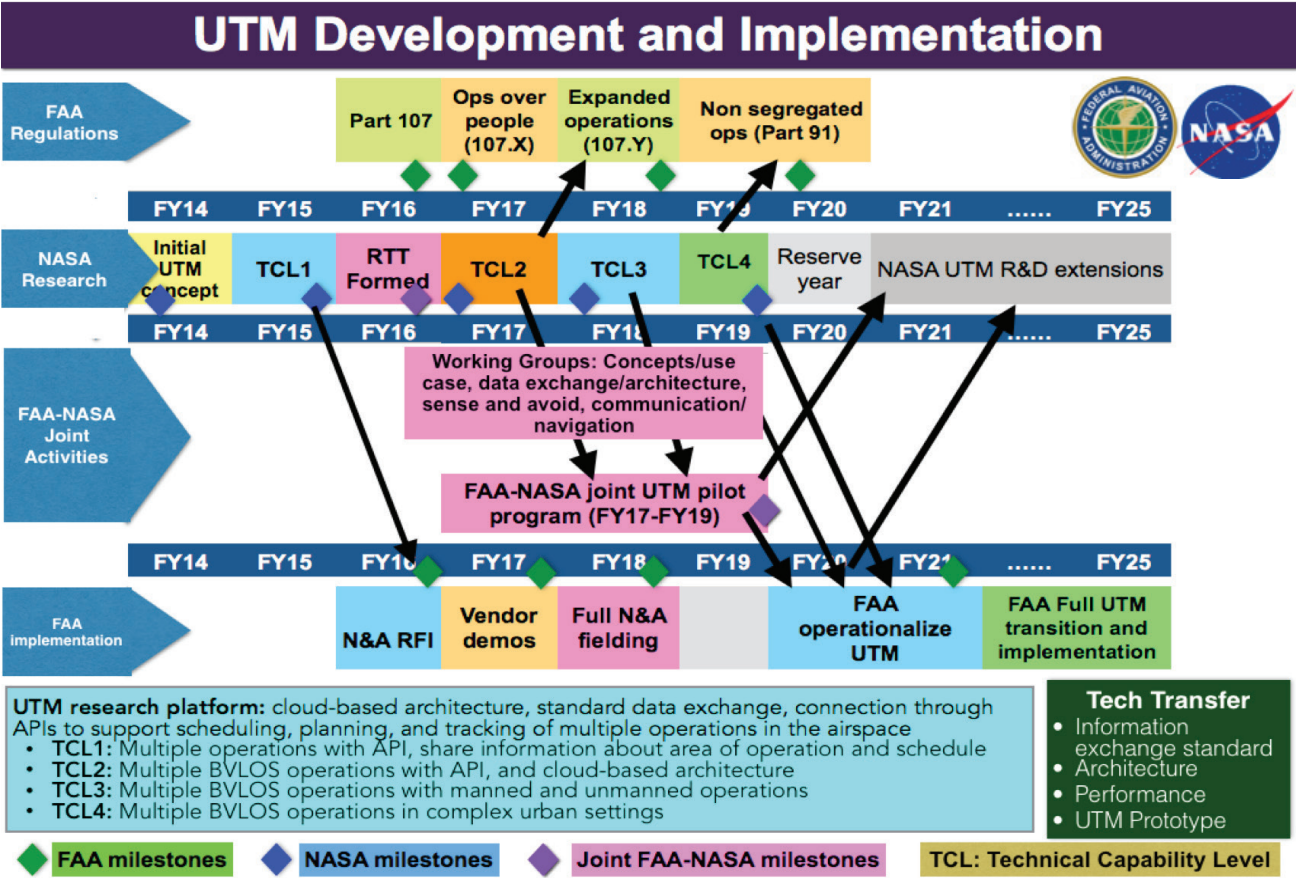 UTM Development and Implementation
FAA
Regulations
Part 107
Ops over
people
(107.X)
Expanded
operations
(107.Y)
Non segregated
ops (Part 91)
FEDERAL AVIATION
ADMINISTRATION
NASA
FY14 FY15 FY16 FY17 FY18 FY19 FY20 FY21 ...... FY25
NASA
Research
Initial
UTM
concept
TCL1
RTT
Formed
TCL2
TCL3
TCL4
Reserve
year
NASA UTM R&D extensions
FY14 FY15 FY16 FY17 FY18 FY19 FY20 FY21 ...... FY25
FAA-NASA
Joint
Activities
Working Groups: Concepts/use
case, data exchange/architecture,
sense and avoid, communication/
navigation
FAA-NASA joint UTM pilot
program (FY17-FY19)
FY14 FY15 FY16 FY17 FY18 FY19 FY20 FY21 ...... FY25
FAA
implementation
N&A RFI
Vendor
demos
Full N&A
fielding
FAA
operationalize
UTM
FAA Full UTM
transition and
implementation
UTM research platform: cloud-based architecture, standard data exchange, connection through
APIs to support scheduling, planning, and tracking of multiple operations in the airspace
• TCL1: Multiple operations with API, share information about area of operation and schedule
• TCL2: Multiple BVLOS operations with API, and cloud-based architecture
• TCL3: Multiple BVLOS operations with manned and unmanned operations
• TCL4: Multiple BVLOS operations in complex urban settings
Tech Transfer
• Information
exchange standard
• Architecture
• Performance
• UTM Prototype
FAA milestones
NASA milestones
Joint FAA-NASA milestones
TCL: Technical Capability Level